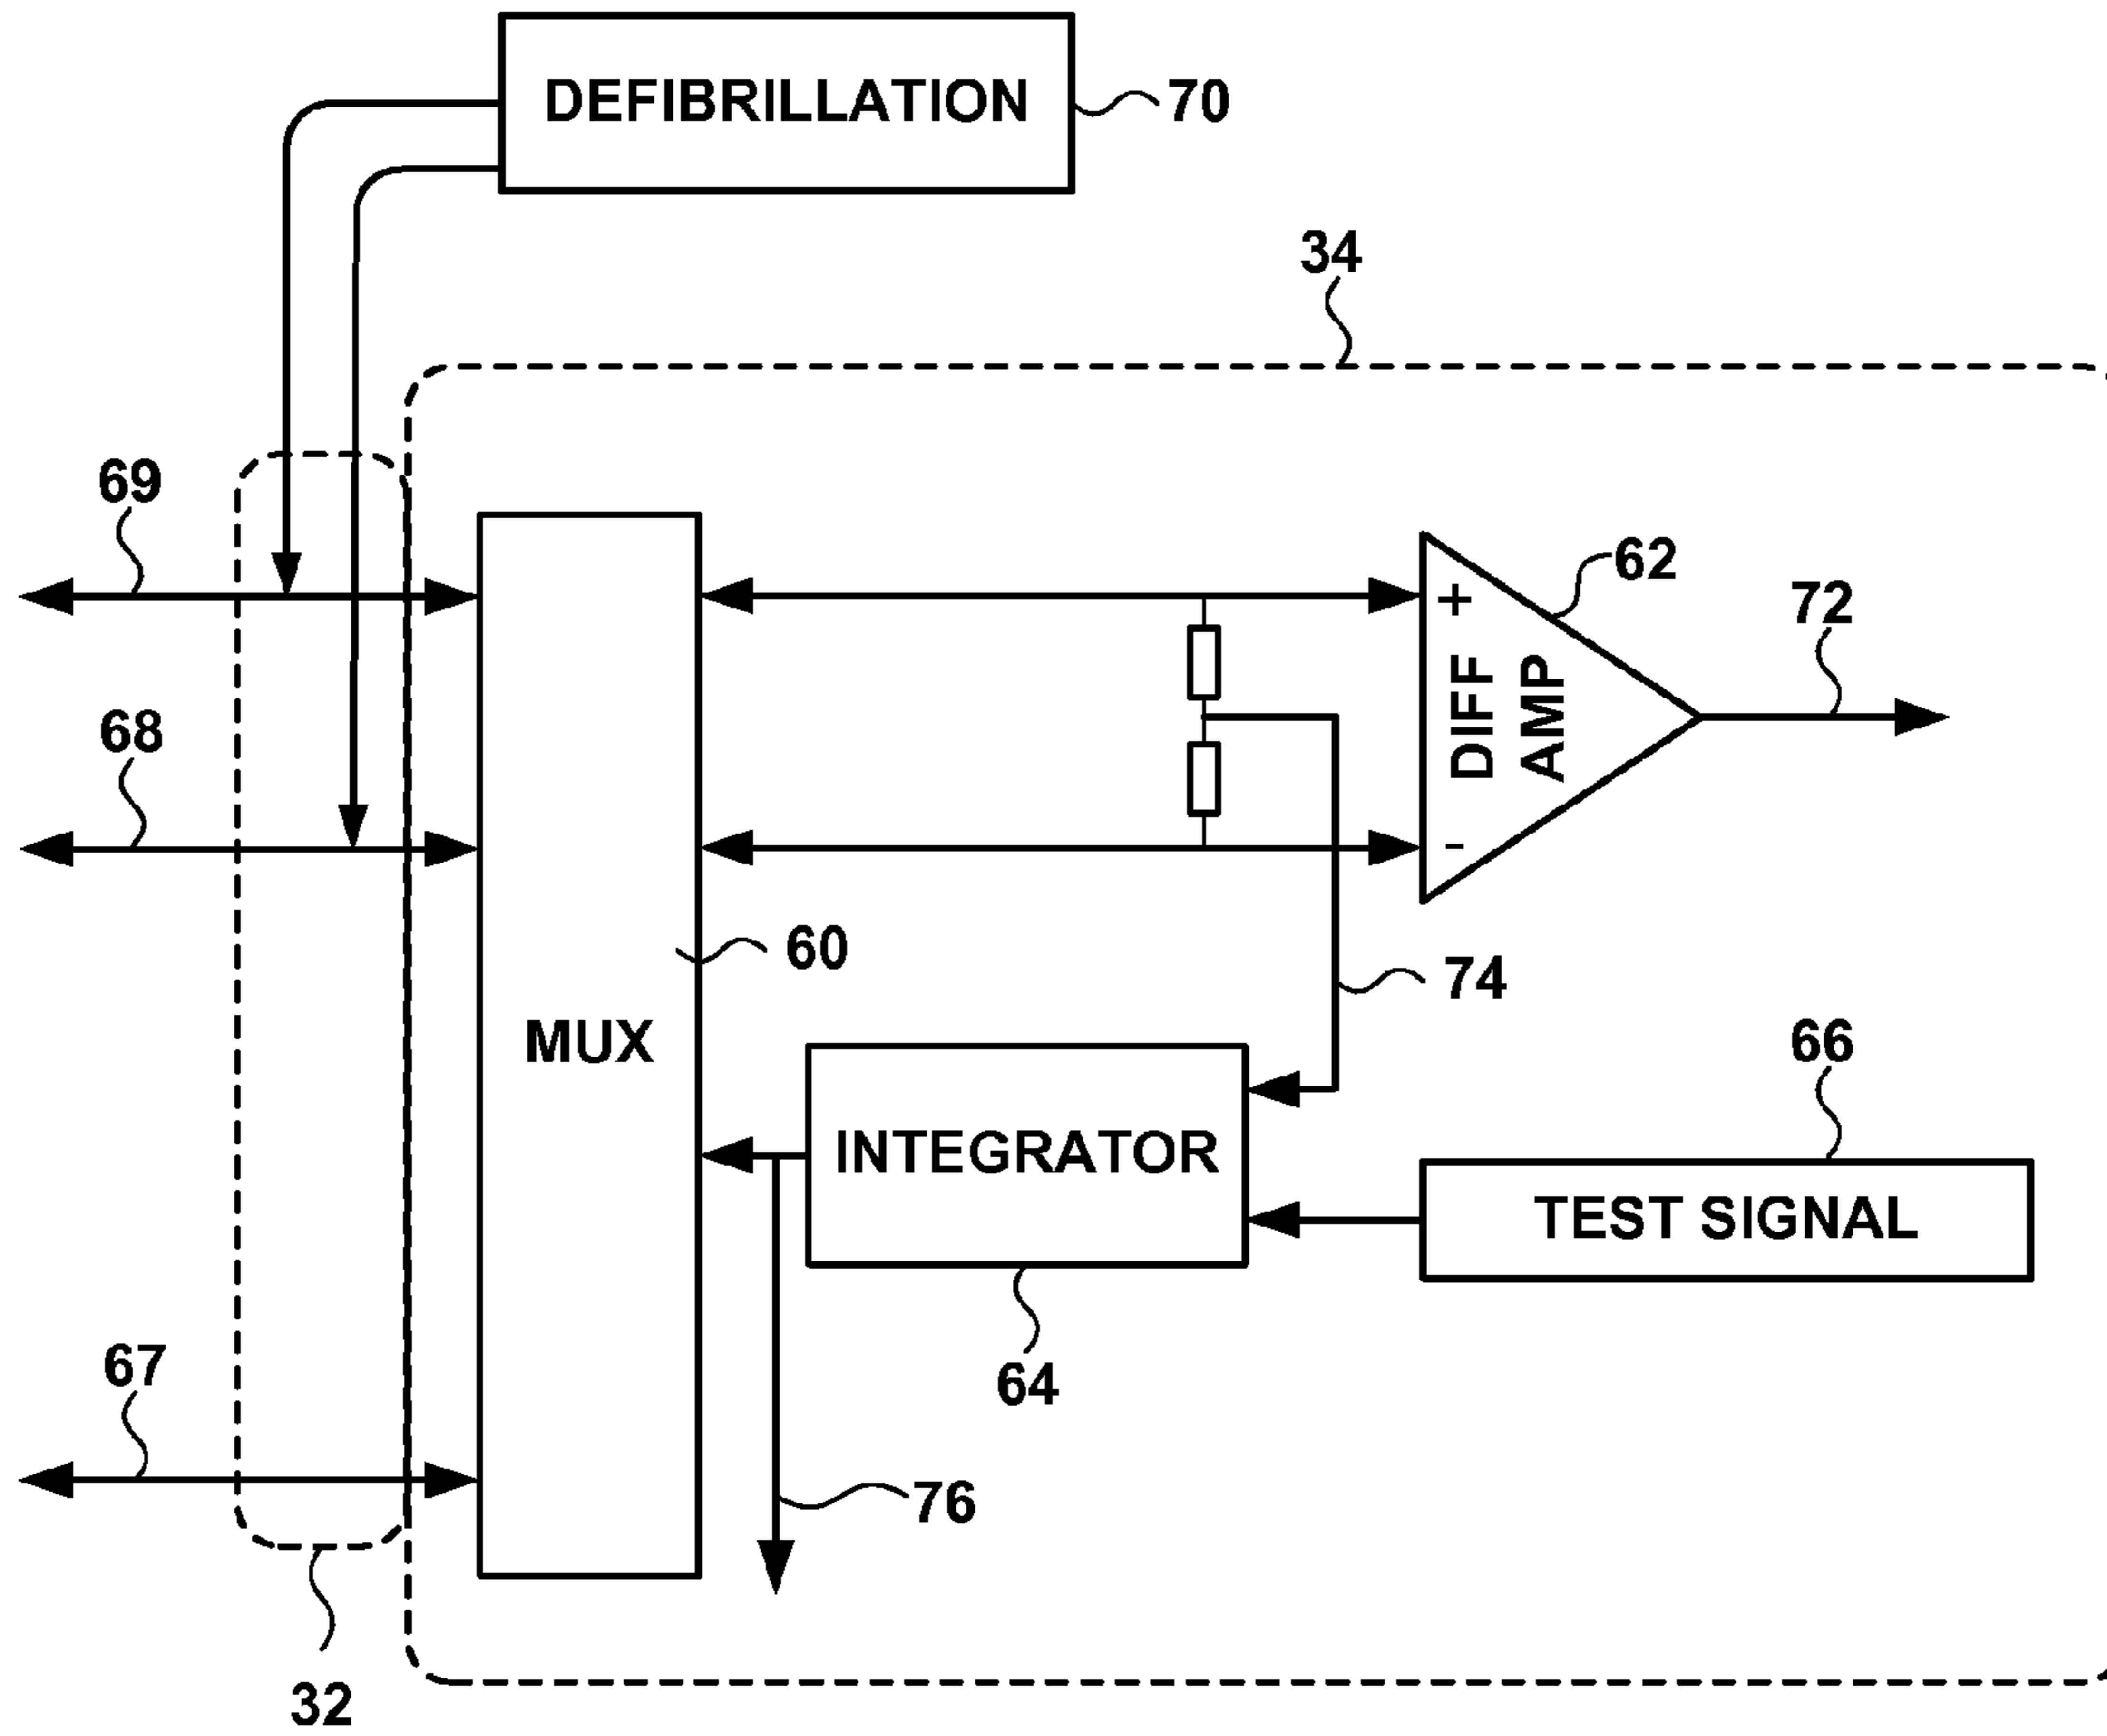 DEFIBRILLATION
70
34
69
62
+
72
DIFF
AMP
68
-
60
74
MUX
66
INTEGRATOR
TEST SIGNAL
67
64
76
32